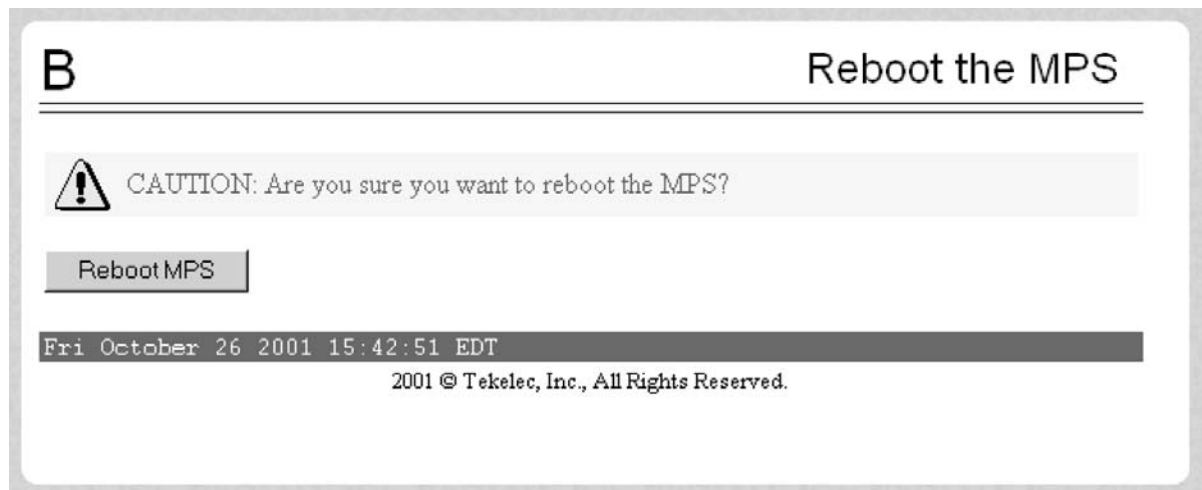 B
Reboot the MPS
CAUTION: Are you sure you want to reboot the MPS?
Reboot MPS
Fri October 26 2001 15:42:51 EDT
2001 © Tekelec, Inc., All Rights Reserved.